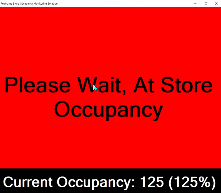 Please Wait, At Store
Occupancy
Current Occupancy: 125 (125%)